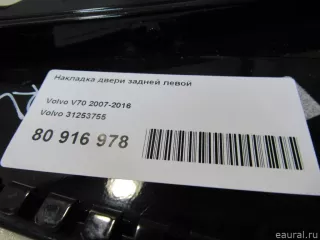 Накладка двери задней левой
Volvo V70 2007-2016
Volvo 31253755
80 916 978
eaural.ru